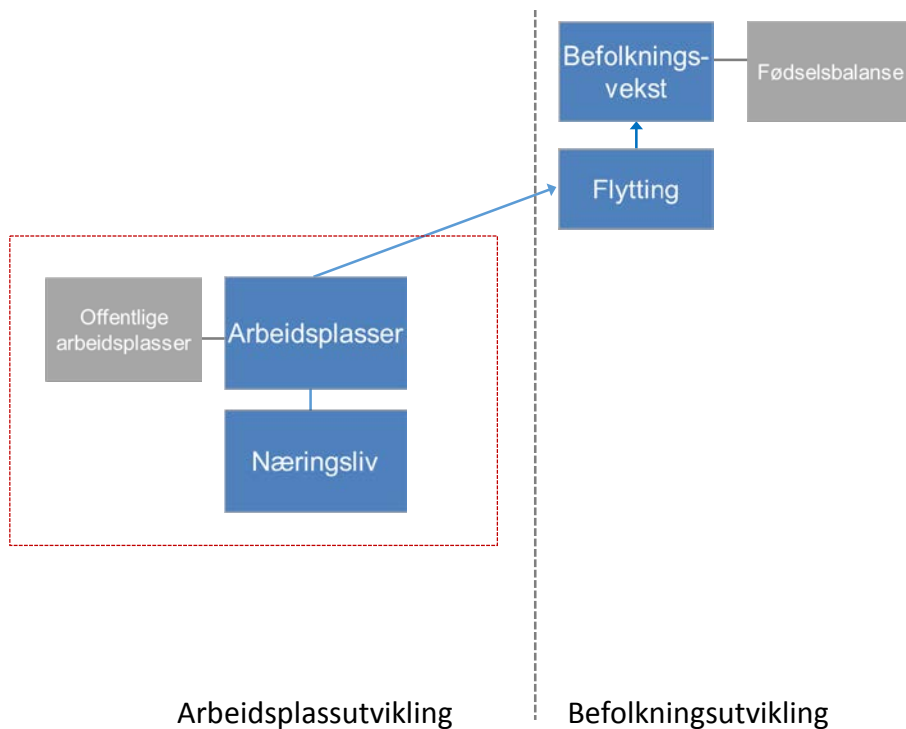 Befolknings-
vekst
Fødselsbalanse
Flytting
Offentlige
arbeidsplasser
Arbeidsplasser
Næringsliv
Arbeidsplassutvikling
Befolkningsutvikling